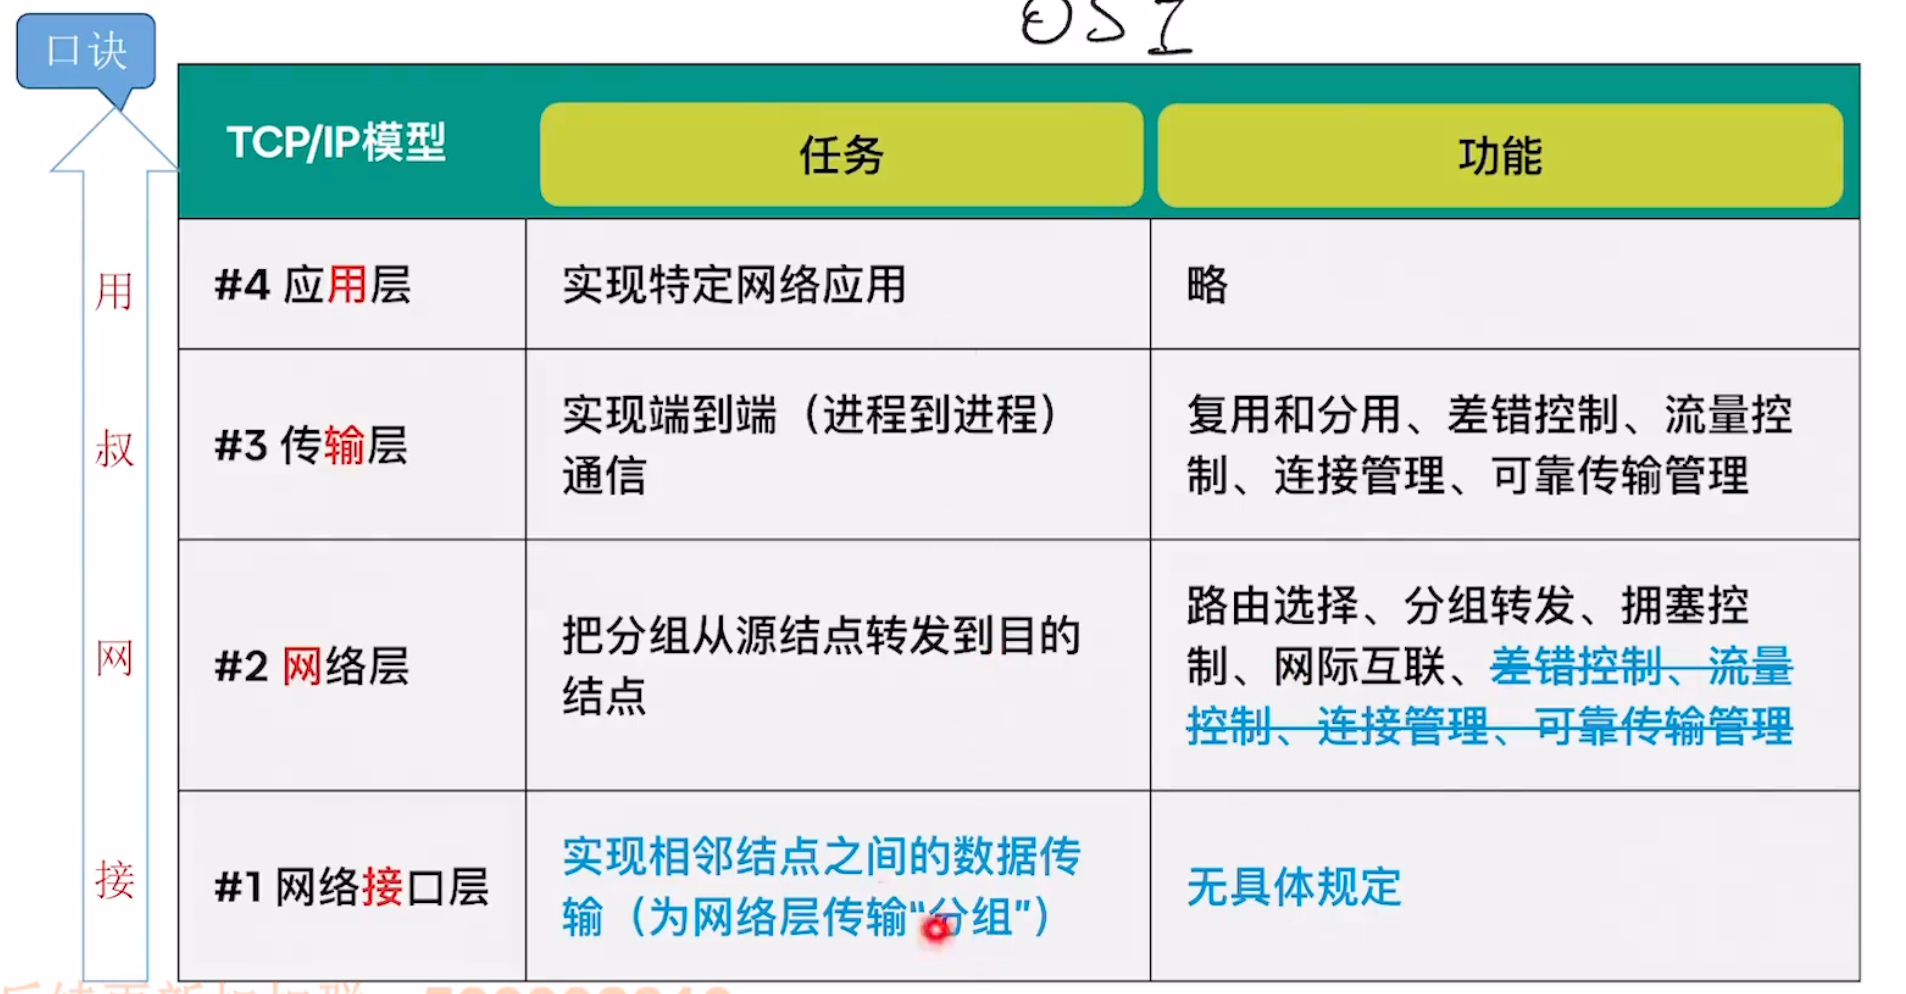 OSI
口诀
TCP/IP模型
任务
功能
用
#4 应用层
实现特定网络应用
略
叔
#3 传输层
实现端到端（进程到进程）
通信
复用和分用、差错控制、流量控
制、连接管理、可靠传输管理
网
#2 网络层
把分组从源结点转发到目的
结点
路由选择、分组转发、拥塞控
制、网际互联、差错控制、流量
控制、连接管理、可靠传输管理
接
#1 网络接口层
实现相邻结点之间的数据传
输（为网络层传输“分组”）
无具体规定